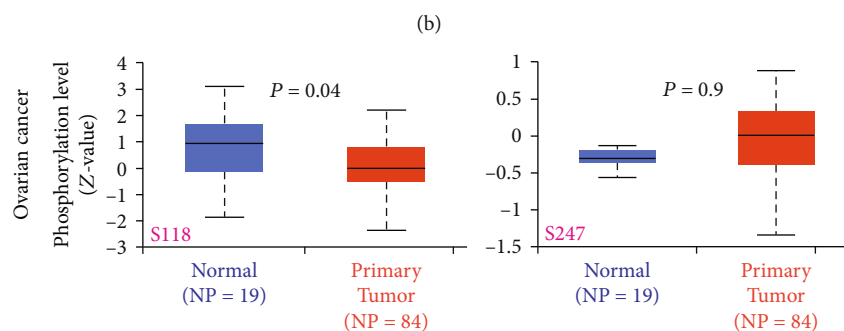 (b)
Ovarian cancer
Phosphorylation level
(Z-value)
4
3
2
1
0
–1
–2
–3
P = 0.04
S118
Normal
(NP = 19)
Primary
Tumor
(NP = 84)
1
0.5
0
–0.5
–1
–1.5
P = 0.9
S247
Normal
(NP = 19)
Primary
Tumor
(NP = 84)